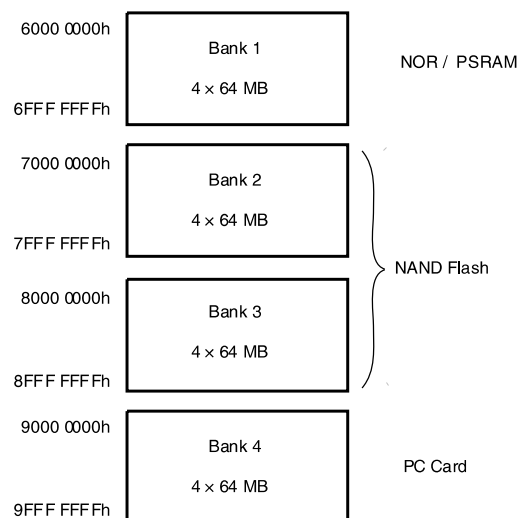 6000 0000h
Bank 1
NOR / PSRAM
4 × 64 MB
6FFF FFFFh
7000 0000h
Bank 2
4 × 64 MB
7FFF FFFFh
NAND Flash
8000 0000h
Bank 3
4 × 64 MB
8FFF FFFFh
9000 0000h
Bank 4
PC Card
4 × 64 MB
9FFF FFFFh